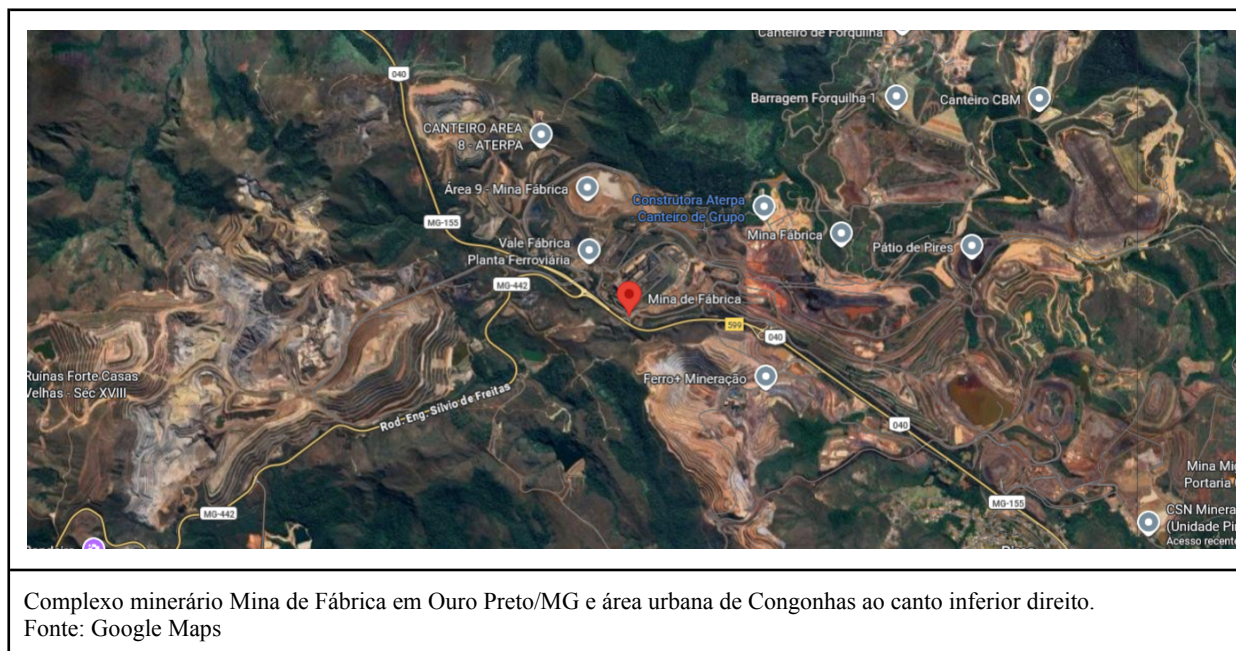 Canteiro de Forquilha
040
Barragem Forquilha 1
Canteiro CBM
CANTEIRO AREA
8 - ATERPA
Área 9 - Mina Fábrica
Construtora Aterpa
Canteiro de Grupo
MG-155
Mina Fábrica
Pátio de Pires
Vale Fábrica
Planta Ferroviária
MG-442
Mina de Fábrica
599
040
Ruínas Forte Casas
Velhas - Séc XVIII
Ferro+ Mineração
Rod. Eng. Sílvio de Freitas
040
Mina
Portaria
MG-155
MG-442
CSN
(Unidade
Acesso recente
Complexo minerário Mina de Fábrica em Ouro Preto/MG e área urbana de Congonhas ao canto inferior direito.
Fonte: Google Maps